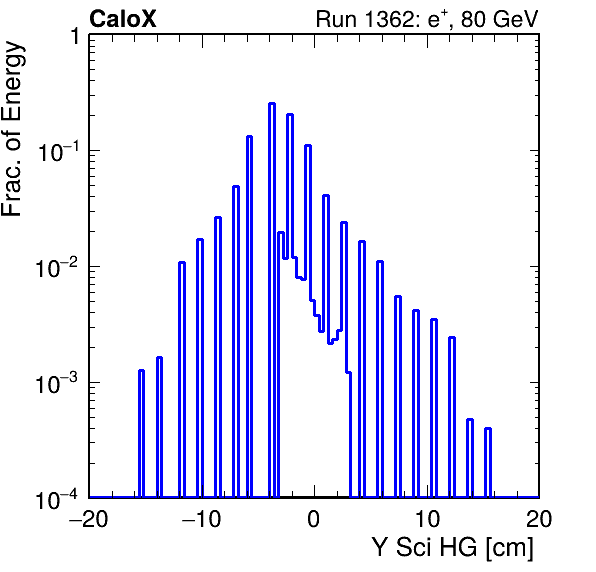 CaloX Run 1362: e⁺, 80 GeV
Frac. of Energy
1
10⁻¹
10⁻²
10⁻³
10⁻⁴
−20 −10 0 10 20
Y Sci HG [cm]